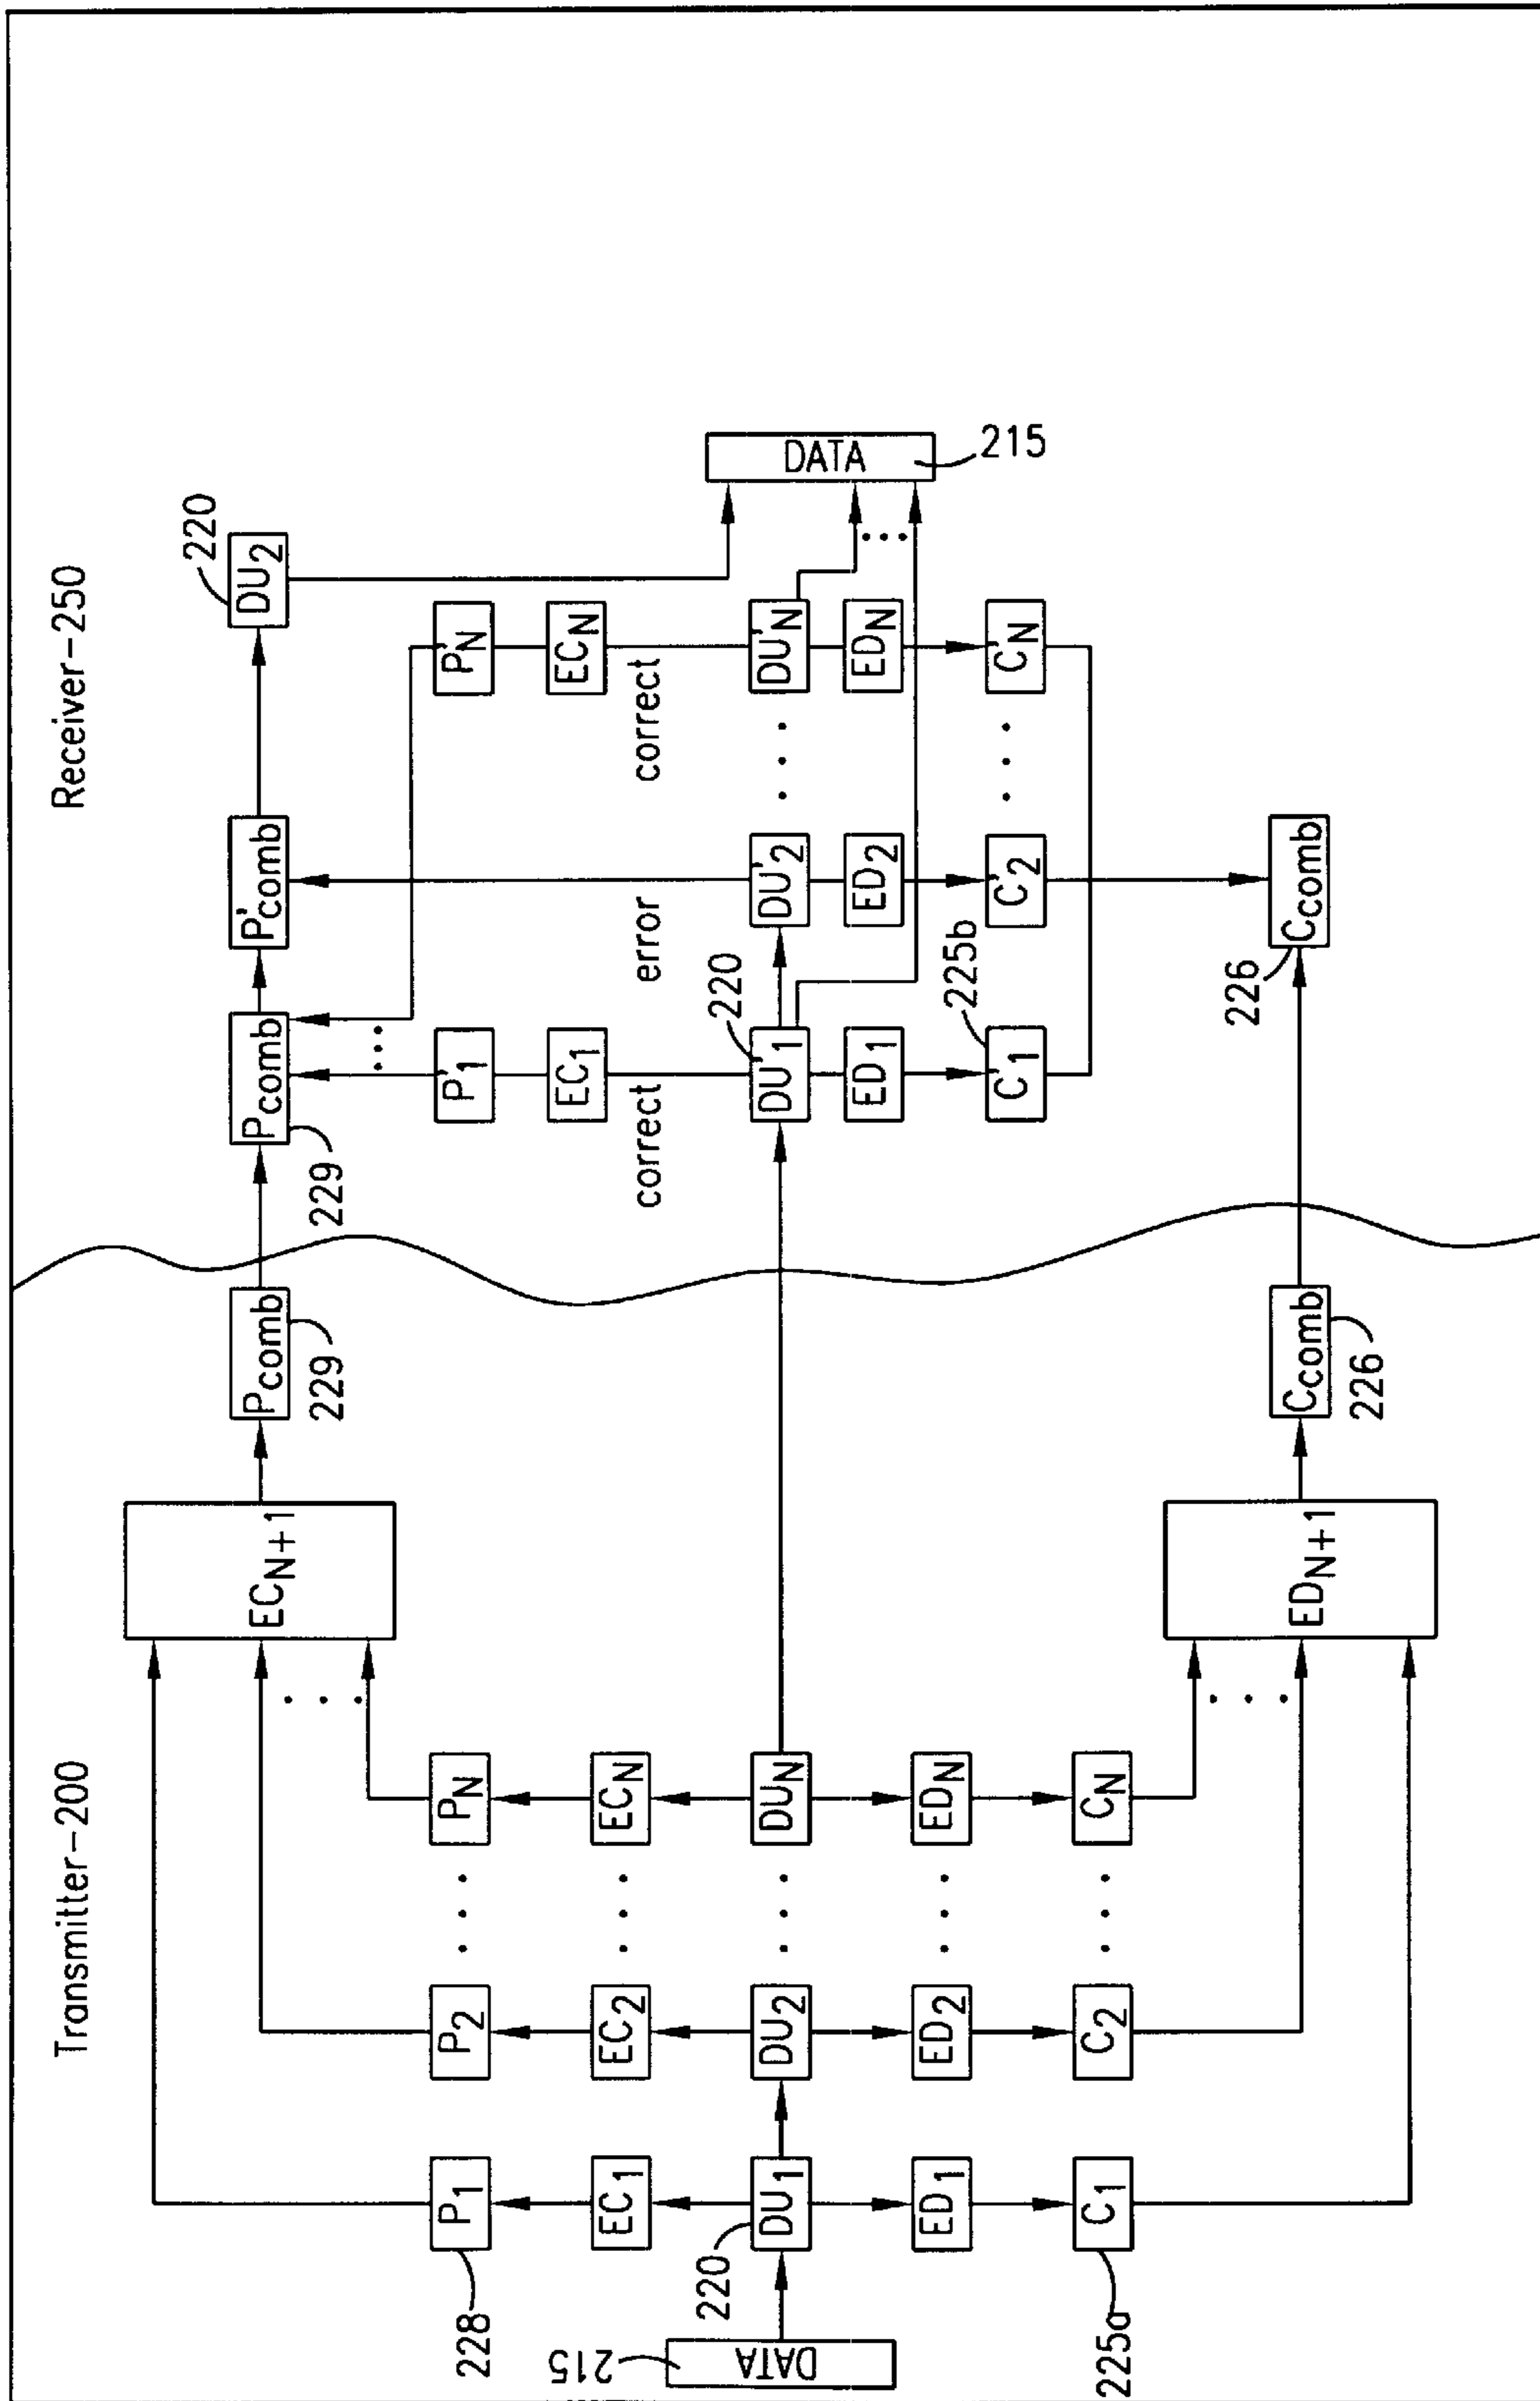 Transmitter-200
Receiver-250
215
DATA
220
DU1
DU2
DUN
EC1
EC2
ECN
P1
P2
PN
228
ED1
ED2
EDN
C1
C2
CN
225a
ECN+1
EDN+1
Pcomb
229
Ccomb
226
Pcomb
229
P'comb
DU2
220
P'1
P'N
EC1
ECN
correct
error
correct
220
DU'1
DU'2
DU'N
ED1
ED2
EDN
225b
C'1
C'2
C'N
DATA
215
226
Ccomb